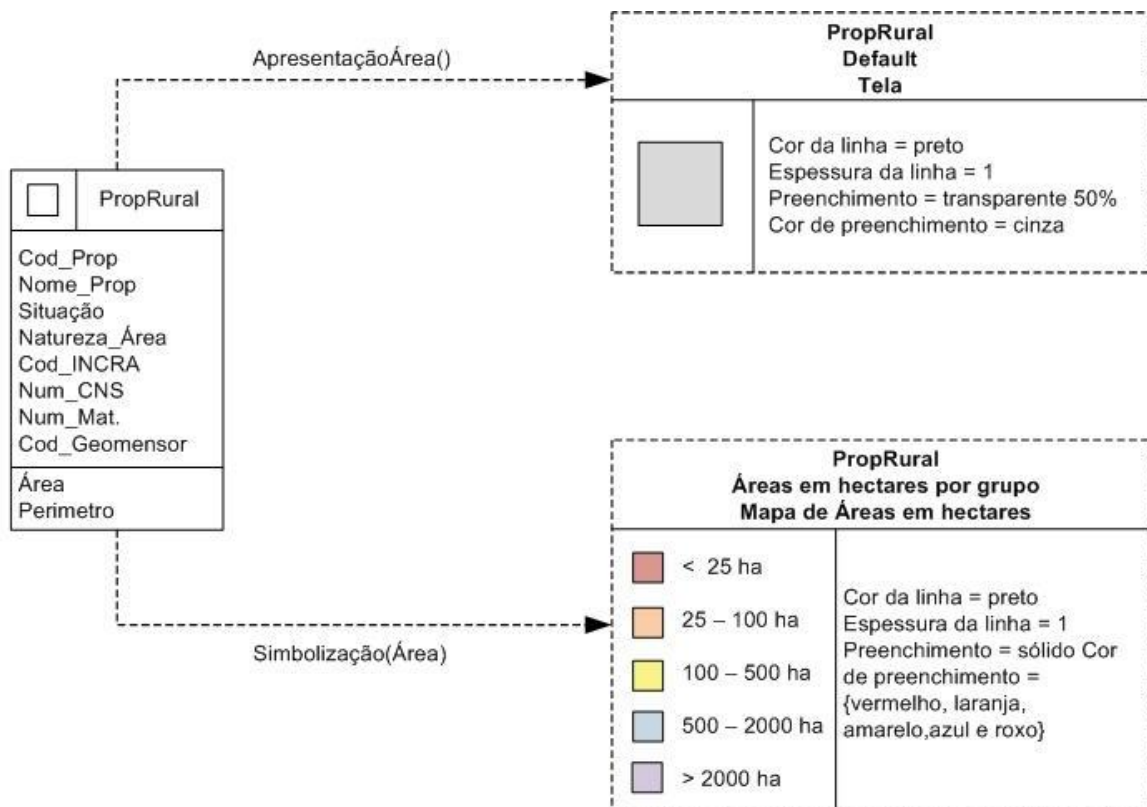 ApresentaçãoÁrea()
PropRural
Default
Tela
Cor da linha = preto
Espessura da linha = 1
Preenchimento = transparente 50%
Cor de preenchimento = cinza
PropRural
Cod_Prop
Nome_Prop
Situação
Natureza_Área
Cod_INCRA
Num_CNS
Num_Mat.
Cod_Geomensor
Área
Perimetro
Simbolização(Área)
PropRural
Áreas em hectares por grupo
Mapa de Áreas em hectares
< 25 ha
25 – 100 ha
100 – 500 ha
500 – 2000 ha
> 2000 ha
Cor da linha = preto
Espessura da linha = 1
Preenchimento = sólido Cor
de preenchimento =
{vermelho, laranja,
amarelo,azul e roxo}